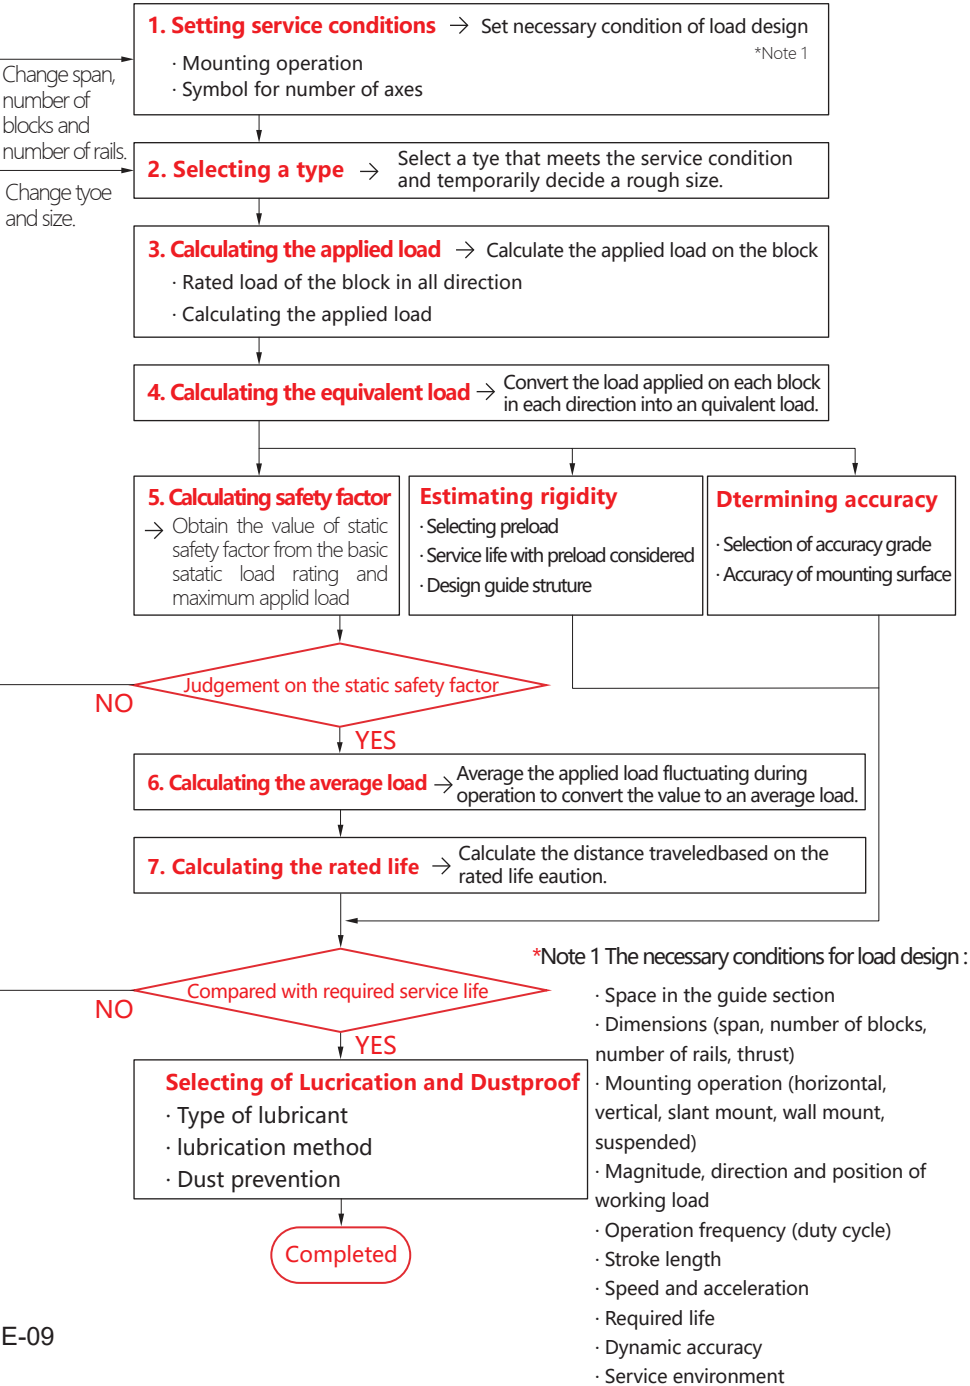 1. Setting service conditions → Set necessary condition of load design
*Note 1
· Mounting operation
· Symbol for number of axes
Change span,
number of
blocks and
number of rails.
2. Selecting a type → Select a tye that meets the service condition
and temporarily decide a rough size.
Change tyoe
and size.
3. Calculating the applied load → Calculate the applied load on the block
· Rated load of the block in all direction
· Calculating the applied load
4. Calculating the equivalent load → Convert the load applied on each block
in each direction into an quivalent load.
5. Calculating safety factor
→ Obtain the value of static
safety factor from the basic
satatic load rating and
maximum applid load
Estimating rigidity
· Selecting preload
· Service life with preload considered
· Design guide struture
Dtermining accuracy
· Selection of accuracy grade
· Accuracy of mounting surface
Judgement on the static safety factor
NO
YES
6. Calculating the average load → Average the applied load fluctuating during
operation to convert the value to an average load.
7. Calculating the rated life → Calculate the distance traveledbased on the
rated life eaution.
Compared with required service life
NO
YES
Selecting of Lucrication and Dustproof
· Type of lubricant
· lubrication method
· Dust prevention
Completed
*Note 1 The necessary conditions for load design :
· Space in the guide section
· Dimensions (span, number of blocks,
number of rails, thrust)
· Mounting operation (horizontal,
vertical, slant mount, wall mount,
suspended)
· Magnitude, direction and position of
working load
· Operation frequency (duty cycle)
· Stroke length
· Speed and acceleration
· Required life
· Dynamic accuracy
· Service environment
E-09